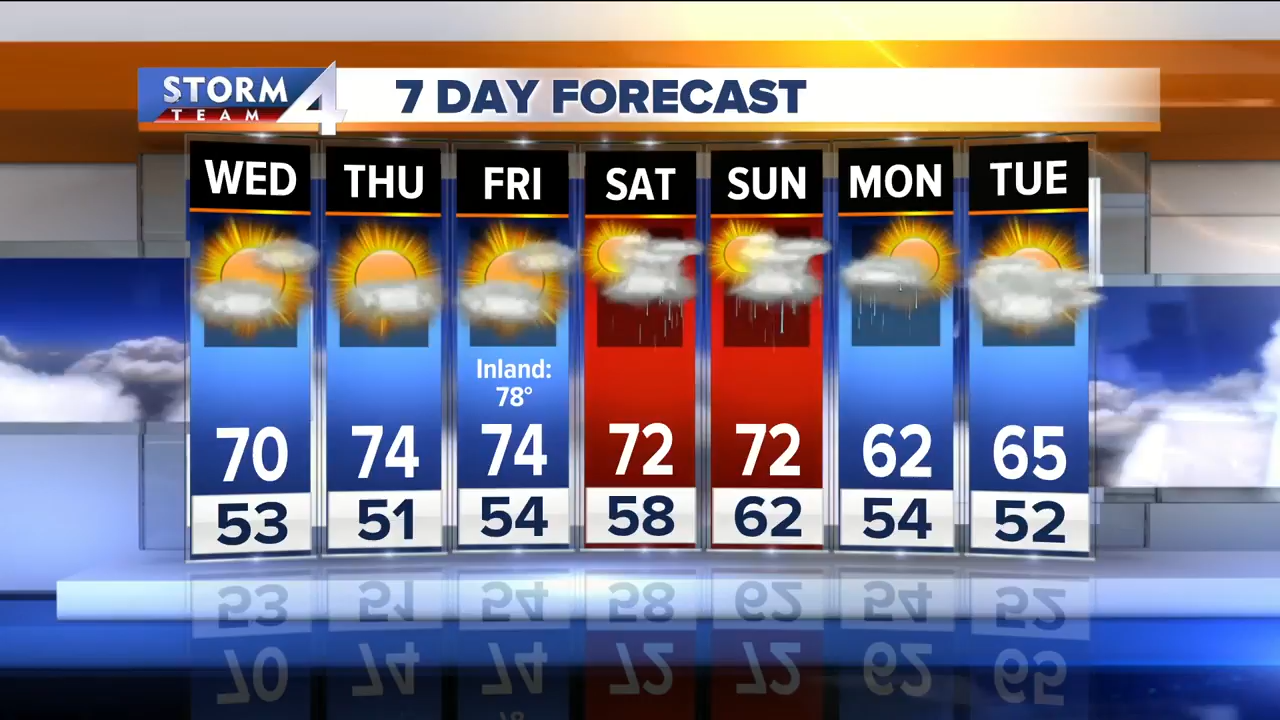 STORM
TEAM 4
7 DAY FORECAST
WED THU FRI SAT SUN MON TUE
Inland:
78°
70 74 74 72 72 62 65
53 51 54 58 62 54 52